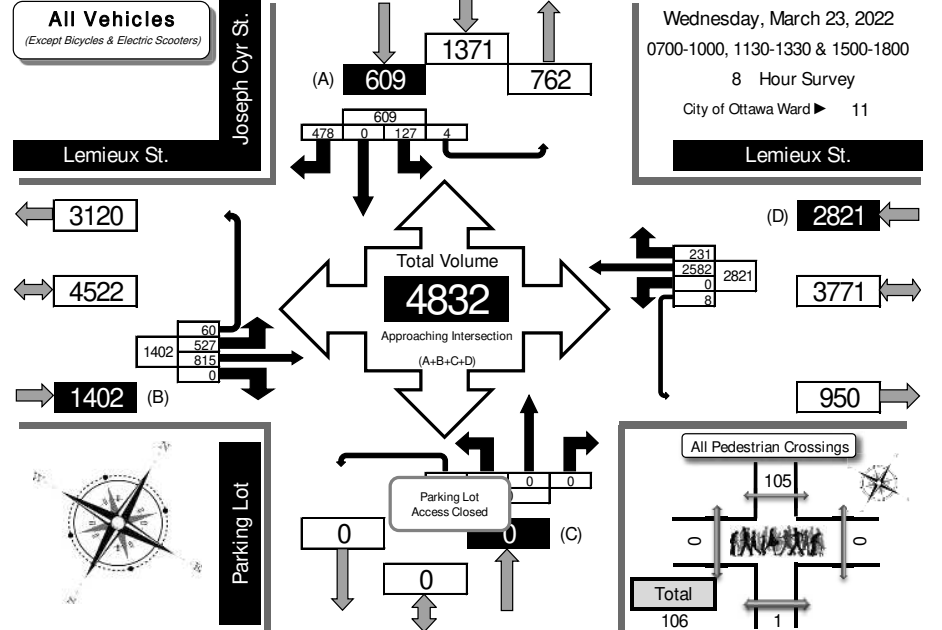 All Vehicles
(Except Bicycles & Electric Scooters)
Joseph Cyr St.
Lemieux St.
1371
(A) 609
762
609
478 0 127 4
Wednesday, March 23, 2022
0700-1000, 1130-1330 & 1500-1800
8 Hour Survey
City of Ottawa Ward ► 11
Lemieux St.
3120
4522
60
527
1402
815
0
1402 (B)
Total Volume
4832
Approaching Intersection
(A+B+C+D)
(D) 2821
231
2582
2821
0
8
3771
950
Parking Lot
0 0
Parking Lot
Access Closed
0
0 (C)
0
All Pedestrian Crossings
105
0
0
Total
106
1